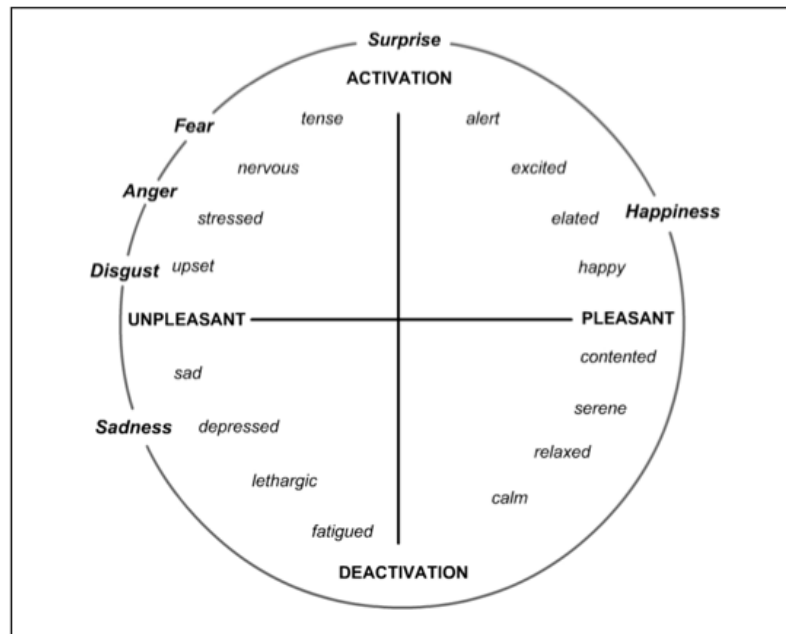 Surprise
ACTIVATION
tense alert
Fear
nervous excited
Anger
stressed elated Happiness
Disgust upset happy
UNPLEASANT PLEASANT
contented
sad
serene
Sadness depressed
relaxed
lethargic
calm
fatigued
DEACTIVATION